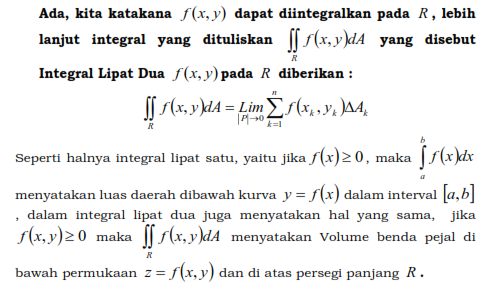 Ada, kita katakana f(x, y) dapat diintegralkan pada R, lebih
lanjut integral yang dituliskan ∬_R f(x, y)dA yang disebut
Integral Lipat Dua f(x, y) pada R diberikan :
∬_R f(x, y)dA = Lim_{|P|→0} ∑_{k=1}^{n} f(x_k, y_k)ΔA_k
Seperti halnya integral lipat satu, yaitu jika f(x) ≥ 0, maka ∫_a^b f(x)dx
menyatakan luas daerah dibawah kurva y = f(x) dalam interval [a, b]
, dalam integral lipat dua juga menyatakan hal yang sama, jika
f(x, y) ≥ 0 maka ∬_R f(x, y)dA menyatakan Volume benda pejal di
bawah permukaan z = f(x, y) dan di atas persegi panjang R.